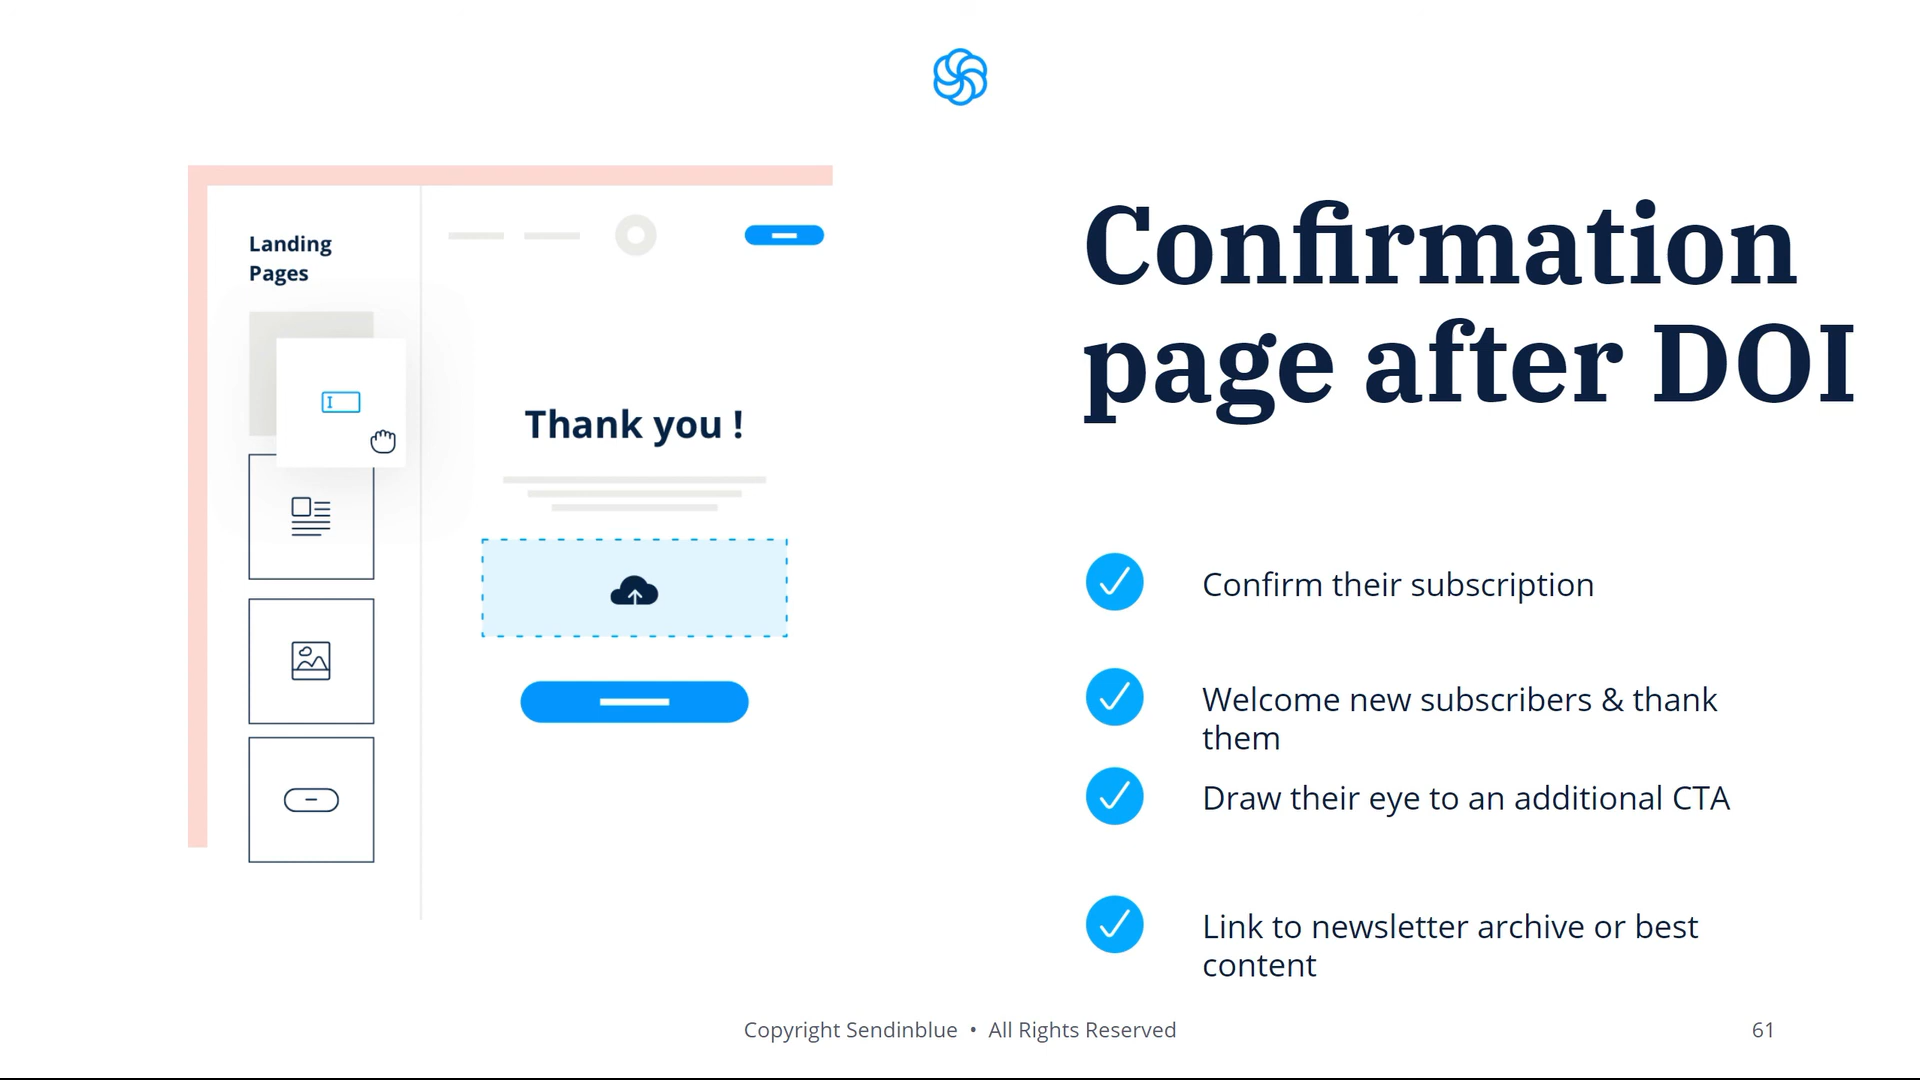 Landing
Pages
Thank you !
Confirmation
page after DOI
Confirm their subscription
Welcome new subscribers & thank
them
Draw their eye to an additional CTA
Link to newsletter archive or best
content
Copyright Sendinblue • All Rights Reserved
61